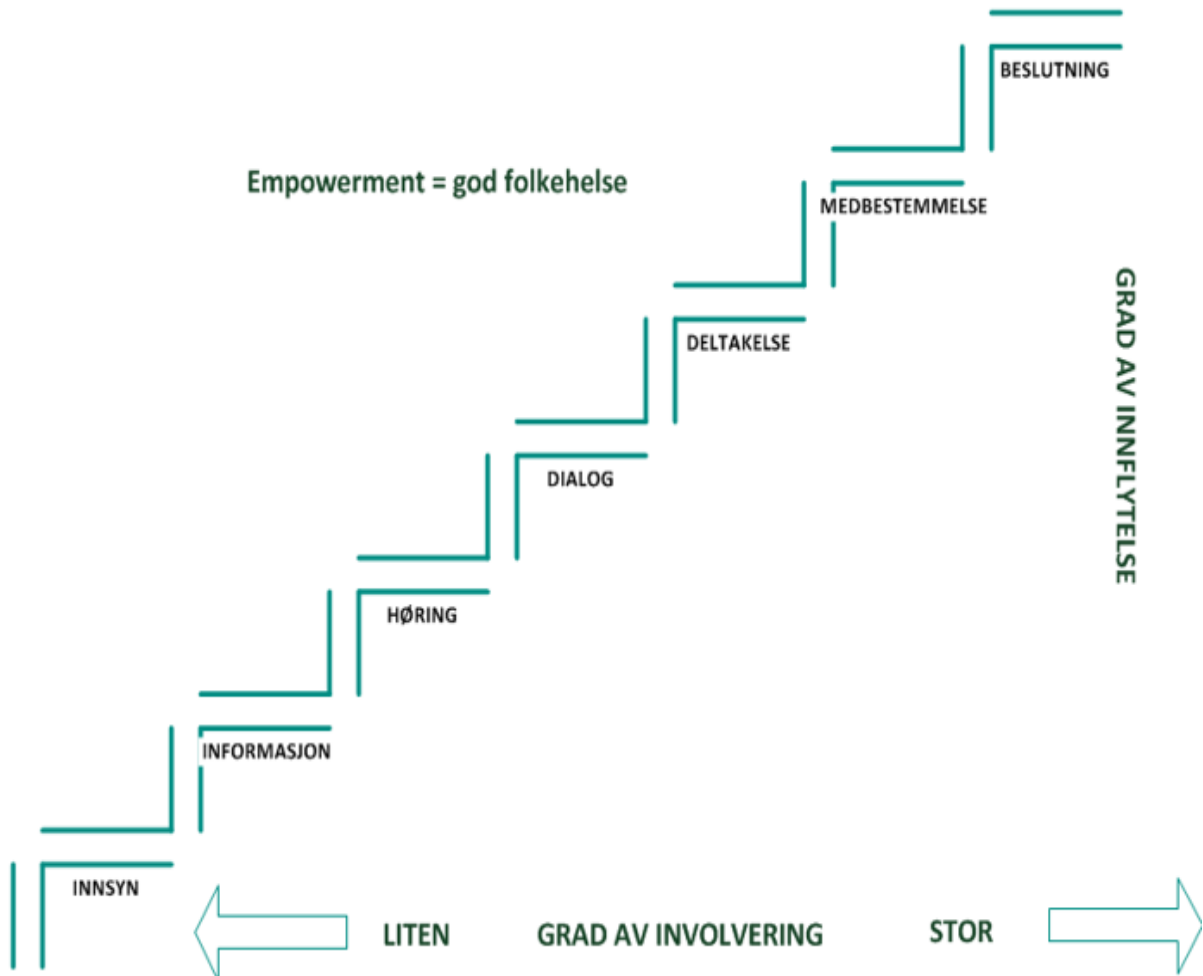 BESLUTNING
Empowerment = god folkehelse
MEDBESTEMMELSE
GRAD AV INNFLYTELSE
DELTAKELSE
DIALOG
HØRING
INFORMASJON
INNSYN
LITEN GRAD AV INVOLVERING STOR